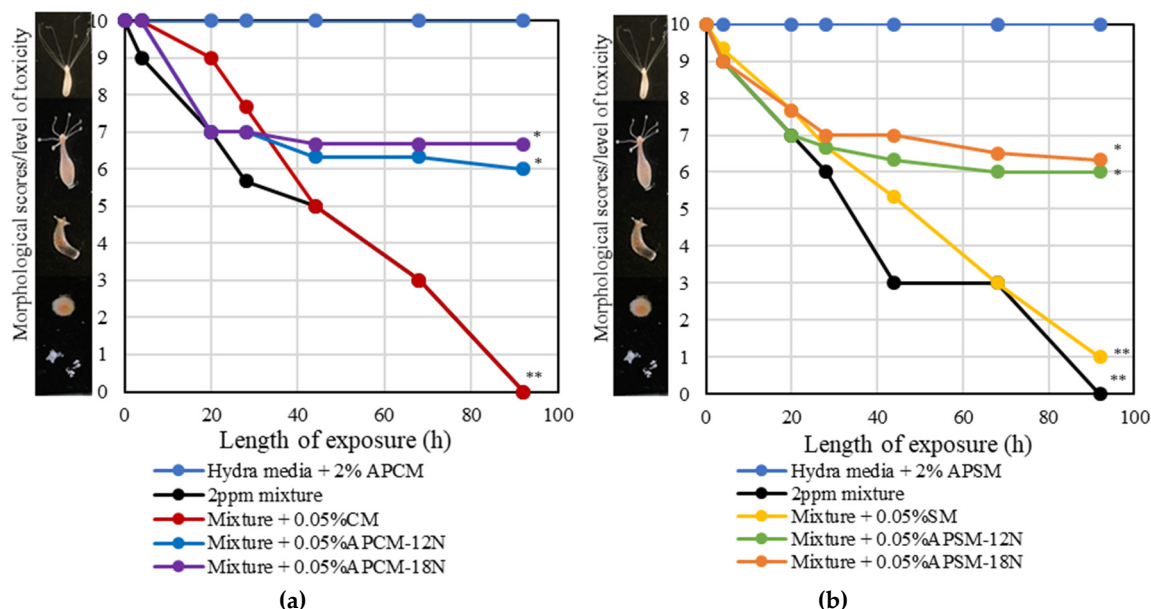 Morphological scores/level of toxicity
10
9
8
7
6
5
4
3
2
1
0
*
*
**
0 20 40 60 80 100
Length of exposure (h)
Hydra media + 2% APCM
2ppm mixture
Mixture + 0.05%CM
Mixture + 0.05%APCM-12N
Mixture + 0.05%APCM-18N
(a)
Morphological scores/level of toxicity
10
9
8
7
6
5
4
3
2
1
0
*
*
**
**
0 20 40 60 80 100
Length of exposure (h)
Hydra media + 2% APSM
2ppm mixture
Mixture + 0.05%SM
Mixture + 0.05%APSM-12N
Mixture + 0.05%APSM-18N
(b)